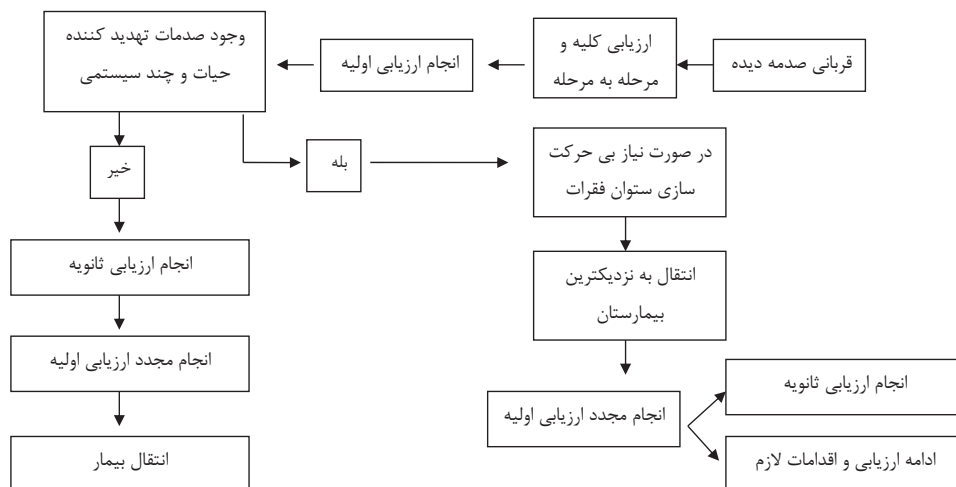 قربانی صدمه دیده
ارزیابی کلیه و
مرحله به مرحله
انجام ارزیابی اولیه
وجود صدمات تهدید کننده
حیات و چند سیستمی
خیر
بله
در صورت نیاز بی حرکت
سازی ستوان فقرات
انجام ارزیابی ثانویه
انتقال به نزدیکترین
بیمارستان
انجام مجدد ارزیابی اولیه
انتقال بیمار
انجام مجدد ارزیابی اولیه
انجام ارزیابی ثانویه
ادامه ارزیابی و اقدامات لازم